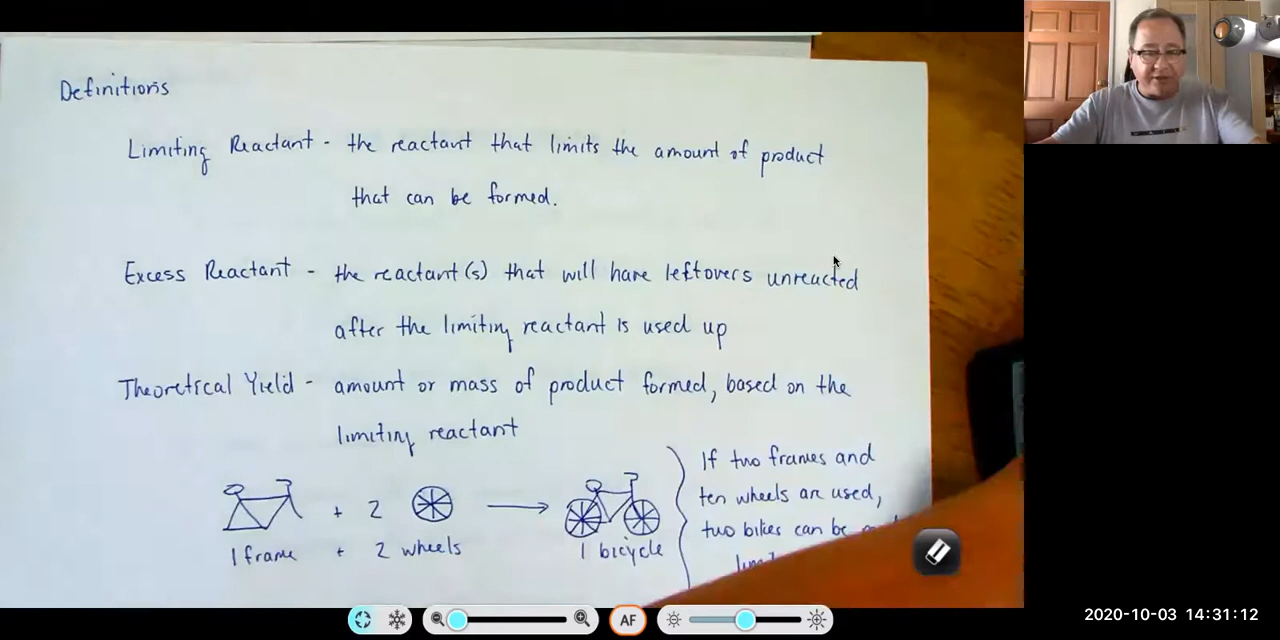 Definitions
Limiting Reactant - the reactant that limits the amount of product
that can be formed.
Excess Reactant - the reactant(s) that will have leftovers unreacted
after the limiting reactant is used up
Theoretical Yield - amount or mass of product formed, based on the
limiting reactant
+ 2
1 frame + 2 wheels 1 bicycle
If two frames and
ten wheels are used,
two bikes can be
AF
2020-10-03 14:31:12